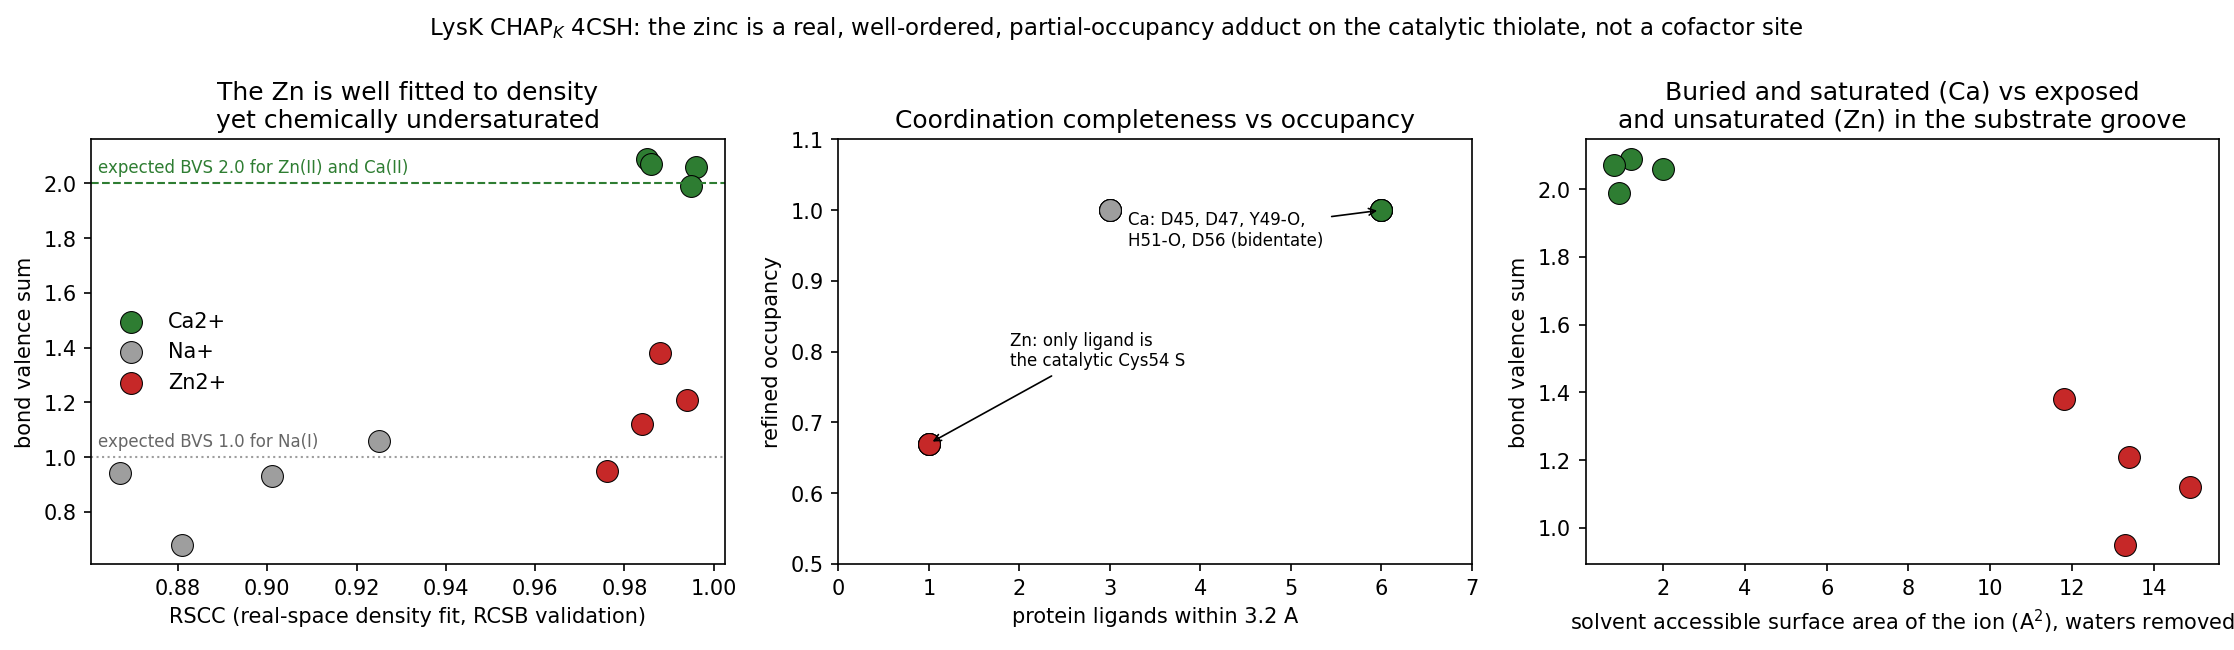 LysK CHAPK 4CSH: the zinc is a real, well-ordered, partial-occupancy adduct on the catalytic thiolate, not a cofactor site
The Zn is well fitted to density
yet chemically undersaturated
expected BVS 2.0 for Zn(II) and Ca(II)
Ca2+
Na+
Zn2+
expected BVS 1.0 for Na(I)
bond valence sum
2.0
1.8
1.6
1.4
1.2
1.0
0.8
0.88 0.90 0.92 0.94 0.96 0.98 1.00
RSCC (real-space density fit, RCSB validation)
Coordination completeness vs occupancy
Ca: D45, D47, Y49-O,
H51-O, D56 (bidentate)
Zn: only ligand is
the catalytic Cys54 S
refined occupancy
1.1
1.0
0.9
0.8
0.7
0.6
0.5
0 1 2 3 4 5 6 7
protein ligands within 3.2 A
Buried and saturated (Ca) vs exposed
and unsaturated (Zn) in the substrate groove
bond valence sum
2.0
1.8
1.6
1.4
1.2
1.0
2 4 6 8 10 12 14
solvent accessible surface area of the ion (A2), waters removed